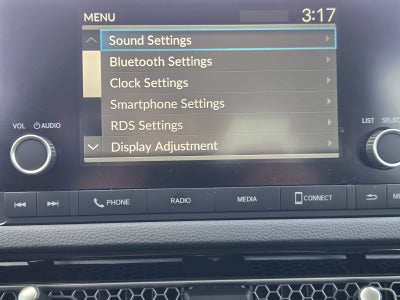 MENU 3:17
Sound Settings
Bluetooth Settings
Clock Settings
Smartphone Settings
RDS Settings
Display Adjustment
VOL AUDIO
LIST
PHONE RADIO MEDIA CONNECT